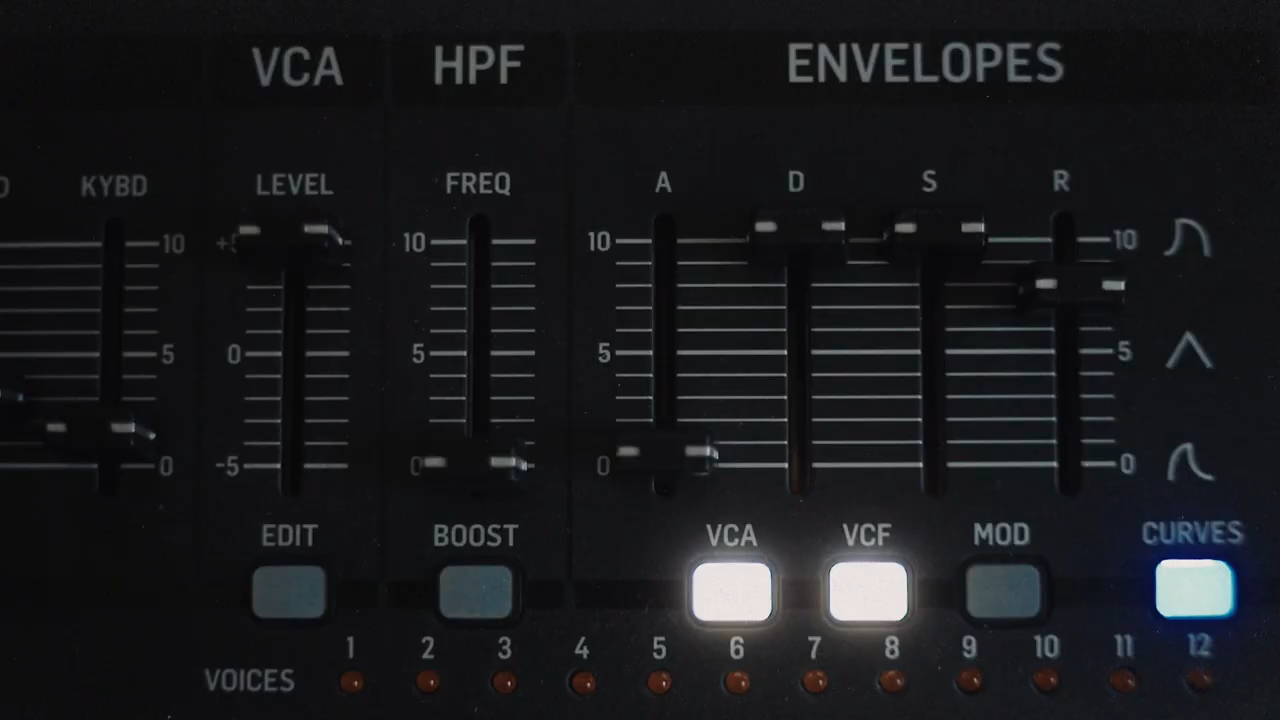 VCA HPF ENVELOPES
KYBD LEVEL FREQ A D S R
10 +5 10 10 10
5 0 5 5 5
0 -5 0 0 0
EDIT BOOST VCA VCF MOD CURVES
1 2 3 4 5 6 7 8 9 10 11 12
VOICES